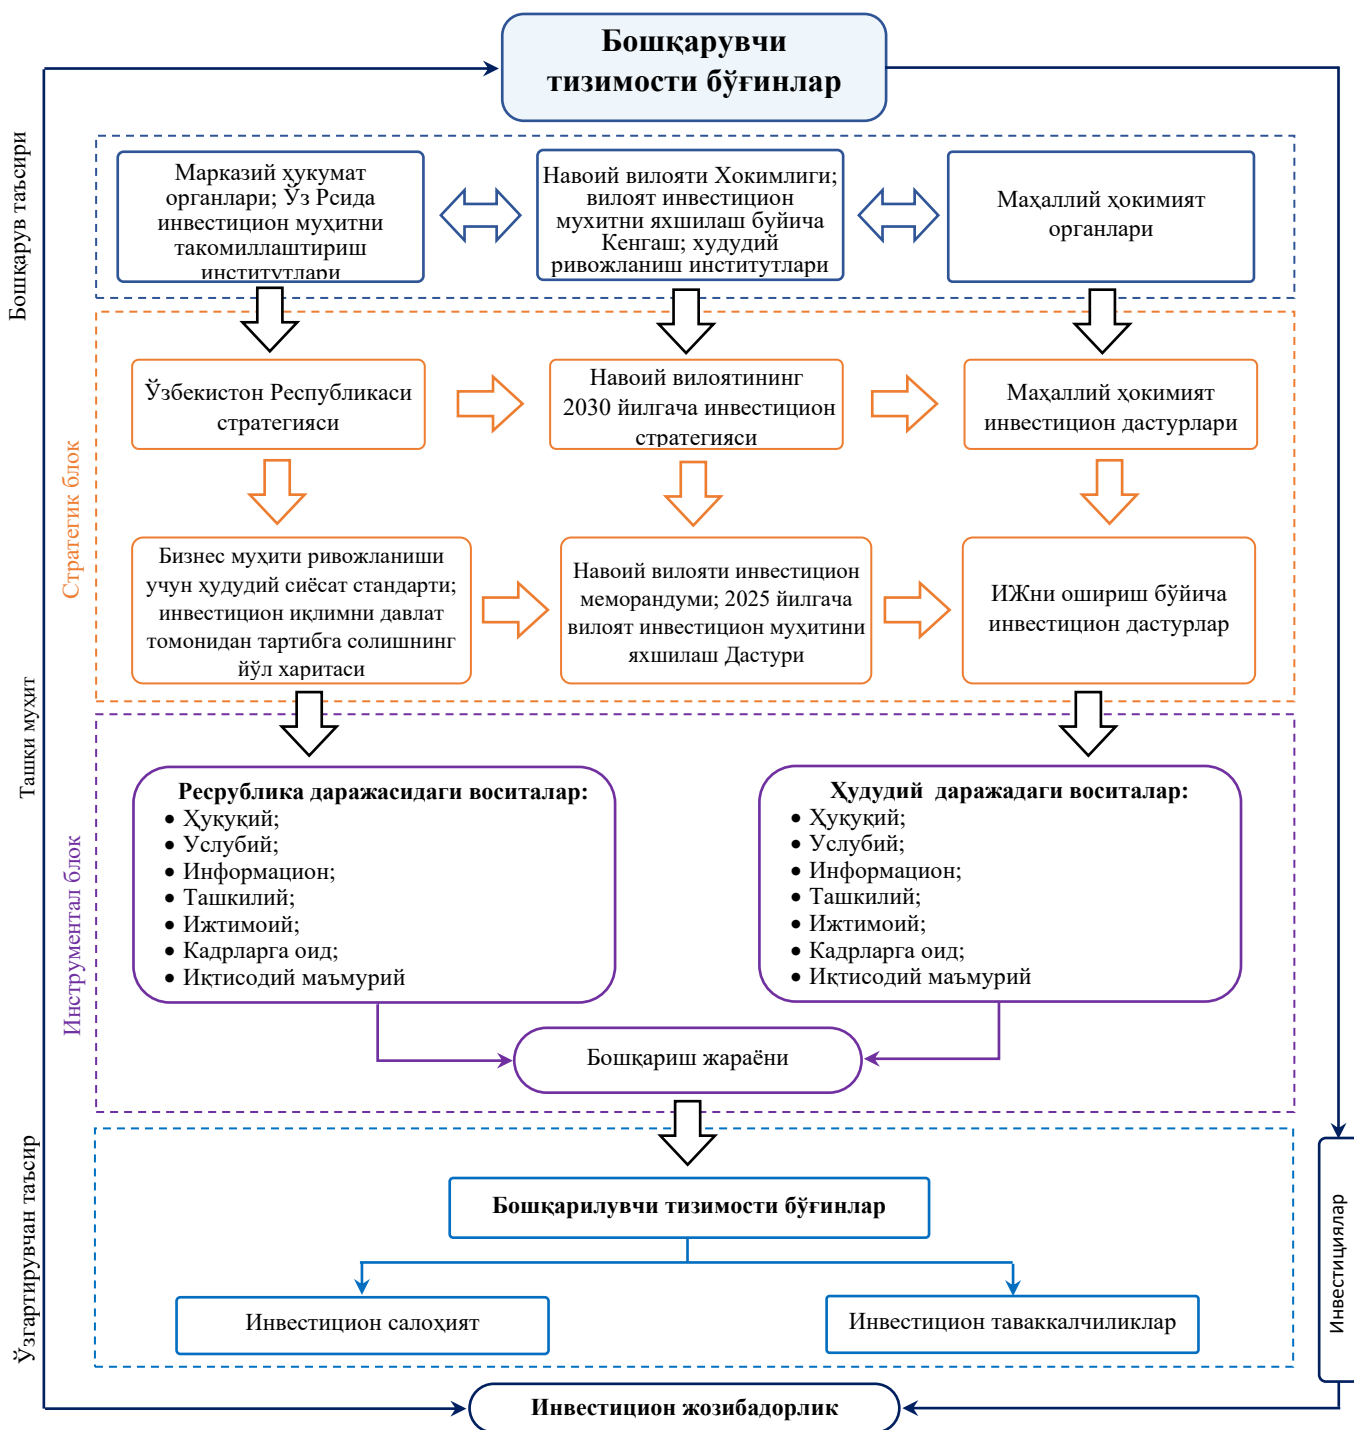 Бошқарувчи
тизимости бўғинлар
Бошқарув таъсири
Марказий ҳукумат
органлари; Ўз Рсида
инвестицион муҳитни
такомиллаштириш
институтлари
Навоий вилояти Хокимлиги;
вилоят инвестицион
мухитни яхшилаш буйича
Кенгаш; худудий
ривожланиш институтлари
Маҳаллий ҳокимият
органлари
Стратегик блок
Ўзбекистон Республикаси
стратегияси
Навоий вилоятининг
2030 йилгача инвестицион
стратегияси
Маҳаллий ҳокимият
инвестицион дастурлари
Бизнес муҳити ривожланиши
учун ҳудудий сиёсат стандарти;
инвестицион иқлимни давлат
томонидан тартибга солишнинг
йўл харитаси
Навоий вилояти инвестицион
меморандуми; 2025 йилгача
вилоят инвестицион муҳитини
яхшилаш Дастури
ИЖни ошириш бўйича
инвестицион дастурлар
Ташки муҳит
Инструментал блок
Ресрублика даражасидаги воситалар:
• Ҳуқуқий;
• Услубий;
• Информацион;
• Ташкилий;
• Ижтимоий;
• Кадрларга оид;
• Иқтисодий маъмурий
Ҳудудий даражадаги воситалар:
• Ҳуқуқий;
• Услубий;
• Информацион;
• Ташкилий;
• Ижтимоий;
• Кадрларга оид;
• Иқтисодий маъмурий
Бошқариш жараёни
Ўзгартирувчан таъсир
Бошқарилувчи тизимости бўғинлар
Инвестицион салоҳият
Инвестицион таваккалчиликлар
Инвестициялар
Инвестицион жозибадорлик